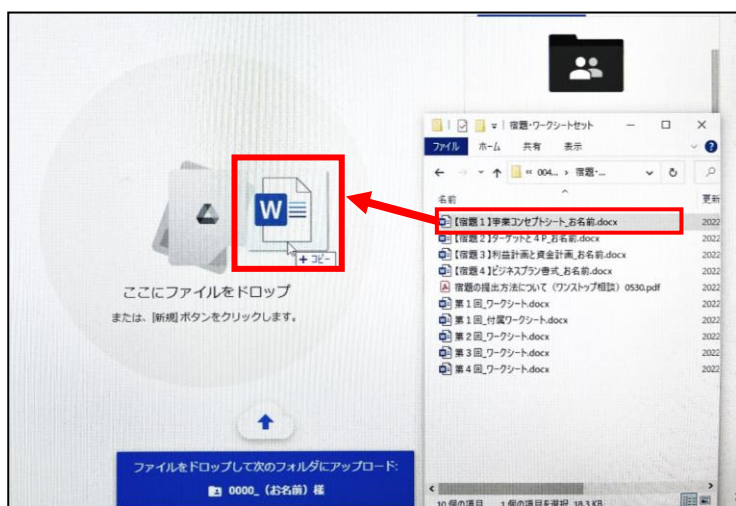 W
+ コピー
ここにファイルをドロップ
または、[新規] ボタンをクリックします。
ファイルをドロップして次のフォルダにアップロード:
0000_（お名前）様
宿題・ワークシートセット
ファイル ホーム 共有 表示
« 004... › 宿題・...
名前 更新
【宿題１】事業コンセプトシート_お名前.docx 2022
【宿題２】ターゲットと４Ｐ_お名前.docx 2022
【宿題３】利益計画と資金計画_お名前.docx 2022
【宿題４】ビジネスプラン書式_お名前.docx 2022
宿題の提出方法について（ワンストップ相談）0530.pdf 2022
第１回_ワークシート.docx 2022
第１回_付属ワークシート.docx 2022
第２回_ワークシート.docx 2022
第３回_ワークシート.docx 2022
第４回_ワークシート.docx 2022
10 個の項目 1 個の項目を選択 18.3 KB